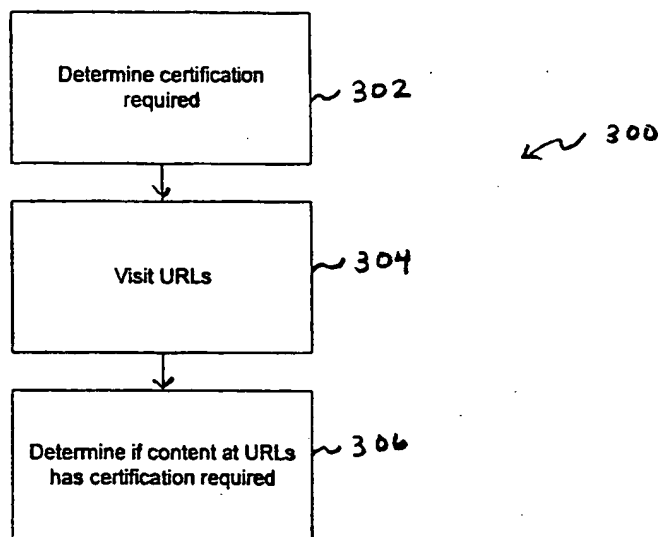 Determine certification
required
302
300
Visit URLs
304
Determine if content at URLs
has certification required
306